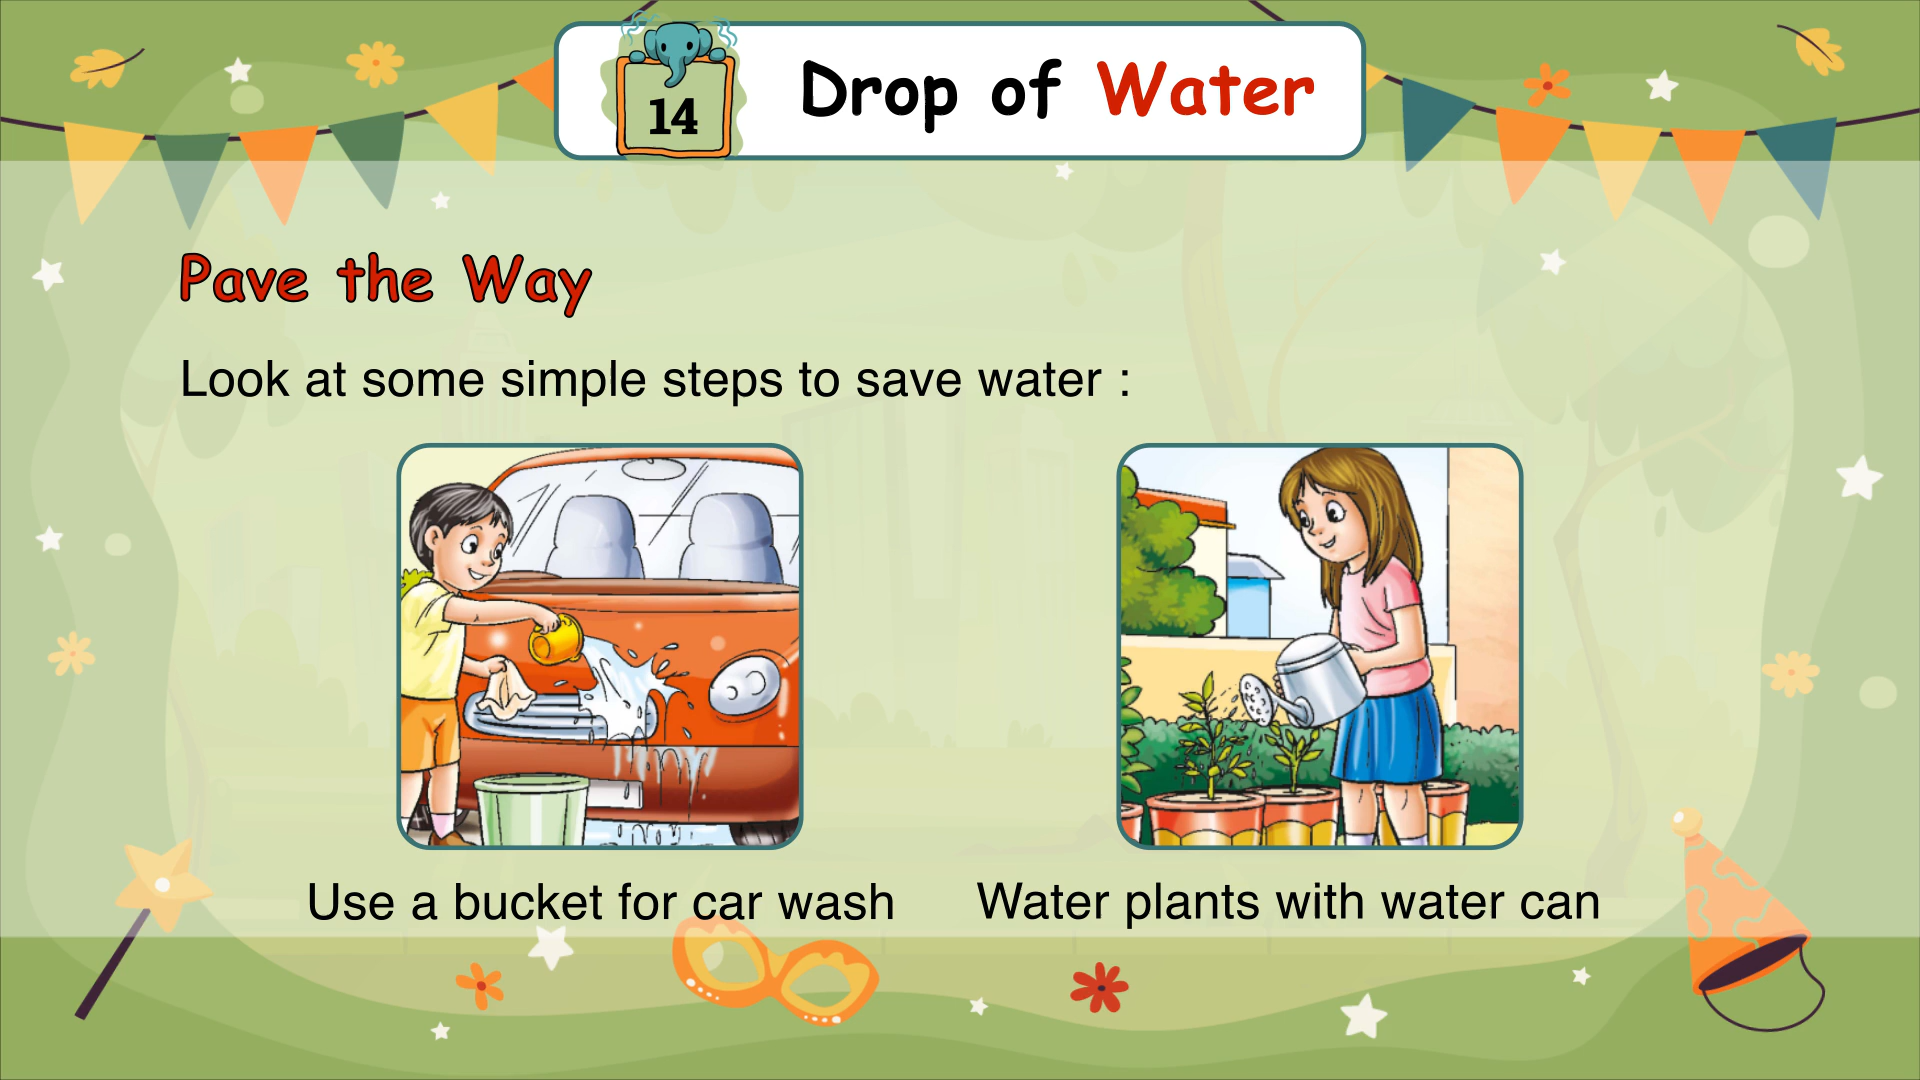 14
Drop of Water
Pave the Way
Look at some simple steps to save water :
Use a bucket for car wash
Water plants with water can